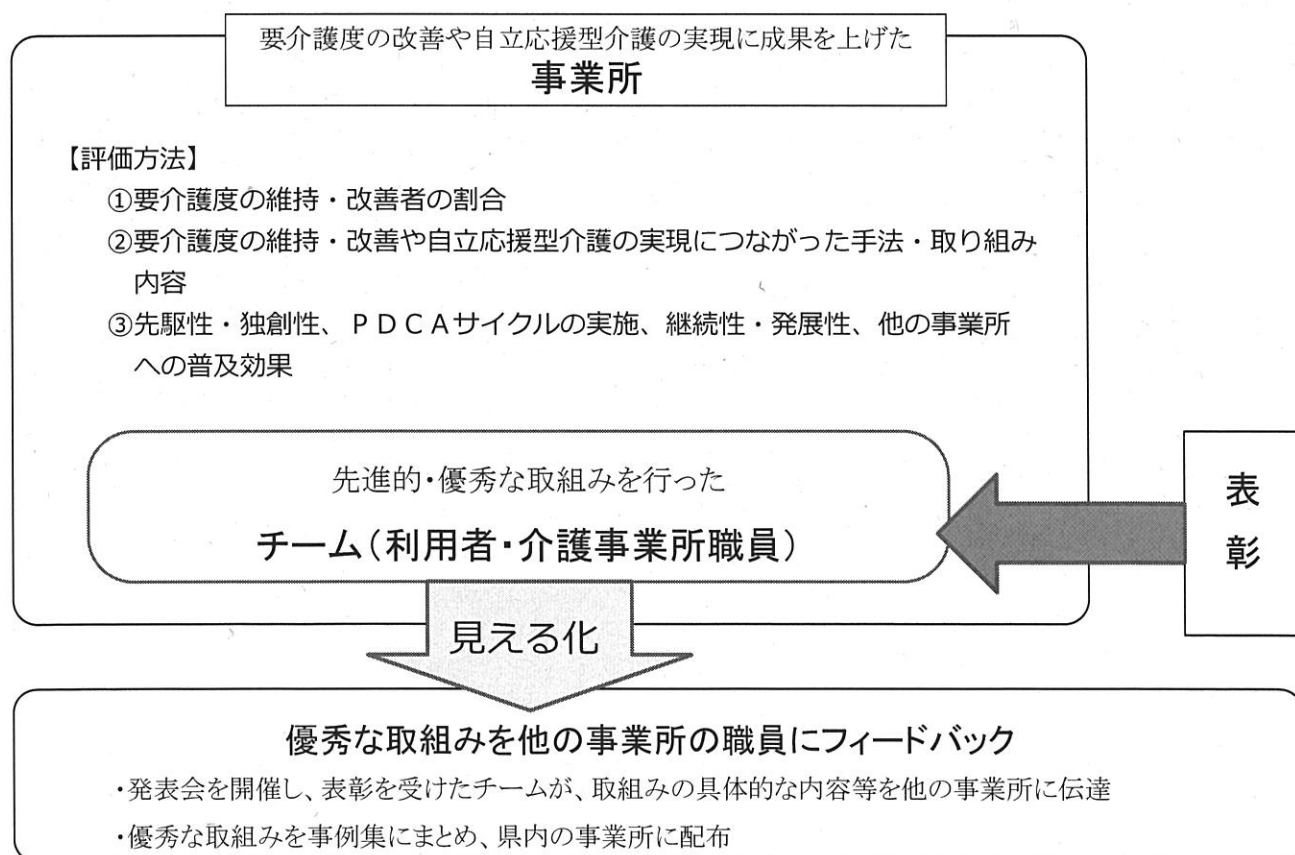 要介護度の改善や自立応援型介護の実現に成果を上げた
事業所
【評価方法】
①要介護度の維持・改善者の割合
②要介護度の維持・改善や自立応援型介護の実現につながった手法・取り組み
内容
③先駆性・独創性、ＰＤＣＡサイクルの実施、継続性・発展性、他の事業所
への普及効果
先進的・優秀な取組みを行った
チーム（利用者・介護事業所職員）
表
彰
見える化
優秀な取組みを他の事業所の職員にフィードバック
・発表会を開催し、表彰を受けたチームが、取組みの具体的な内容等を他の事業所に伝達
・優秀な取組みを事例集にまとめ、県内の事業所に配布